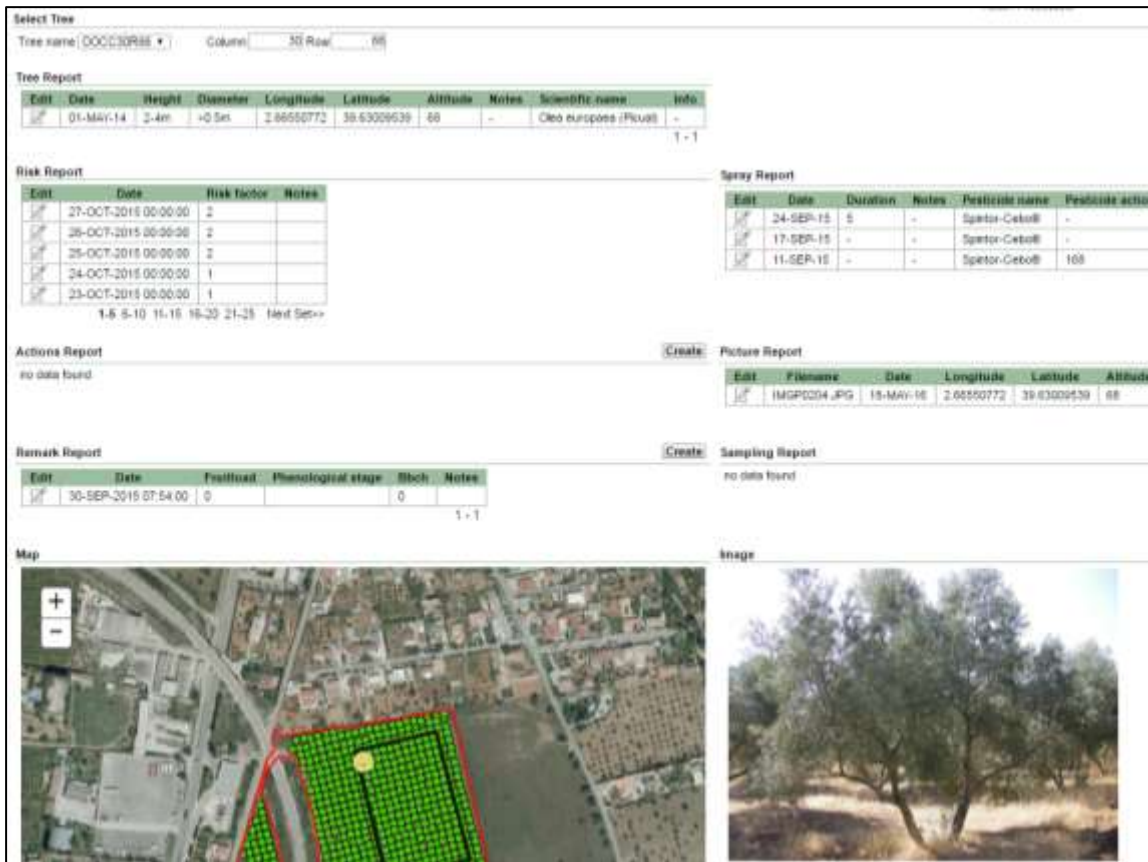 Select Tree
Tree name DOCC30R66 Column 30 Row 66
Tree Report
Edit Date Height Diameter Longitude Latitude Altitude Notes Scientific name Info
01-MAY-14 2-4m >0.5m 2.66550772 39.63009539 68 - Olea europaea (Picual) -
1 - 1
Risk Report
Edit Date Risk factor Notes
27-OCT-2015 00:00:00 2
26-OCT-2015 00:00:00 2
25-OCT-2015 00:00:00 2
24-OCT-2015 00:00:00 1
23-OCT-2015 00:00:00 1
1-5 6-10 11-15 16-20 21-25 Next Set>>
Spray Report
Edit Date Duration Notes Pesticide name Pesticide actio
24-SEP-15 5 - Spintor-Cebo® -
17-SEP-15 - - Spintor-Cebo® -
11-SEP-15 - - Spintor-Cebo® 168
Actions Report Create
no data found
Picture Report
Edit Filename Date Longitude Latitude Altitude
IMGP0204.JPG 18-MAY-16 2.66550772 39.63009539 68
Remark Report Create
Edit Date Fruitload Phenological stage Bbch Notes
30-SEP-2015 07:54:00 0 0
1 - 1
Sampling Report
no data found
Map
+
-
Image